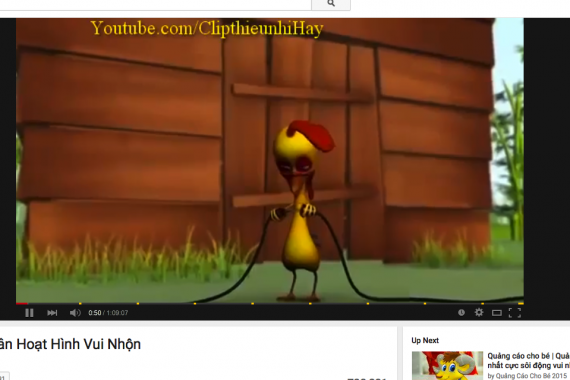 Youtube.com/ClipthieunhiHay
0:50 / 1:09:07
ần Hoạt Hình Vui Nhộn
Up Next
Quảng cáo cho bé | Quả
nhất cực sôi động vui n
by Quảng Cáo Cho Bé 2015